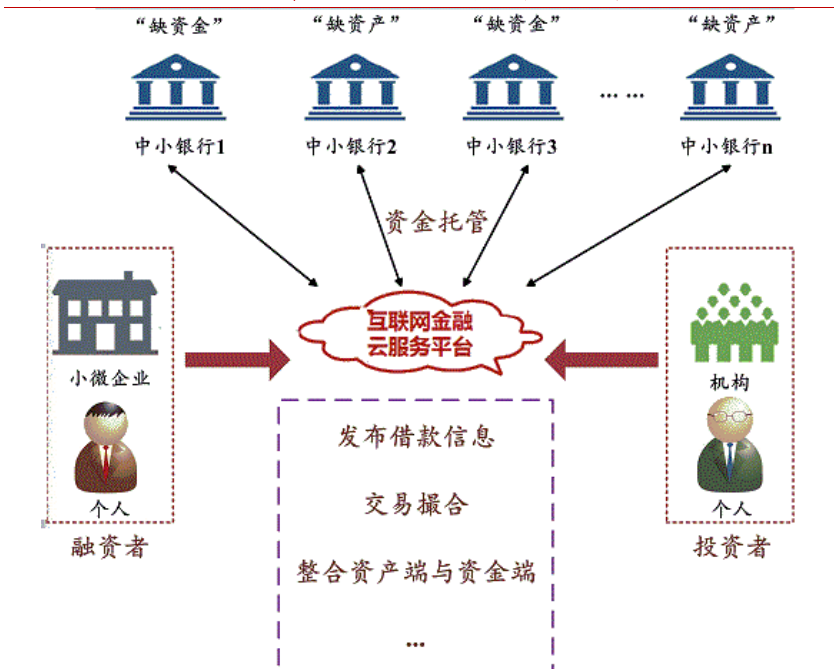 “缺资金” “缺资产” “缺资金” “缺资产”
... ...
中小银行1 中小银行2 中小银行3 中小银行n
资金托管
互联网金融
云服务平台
小微企业
个人
融资者
机构
个人
投资者
发布借款信息
交易撮合
整合资产端与资金端
...